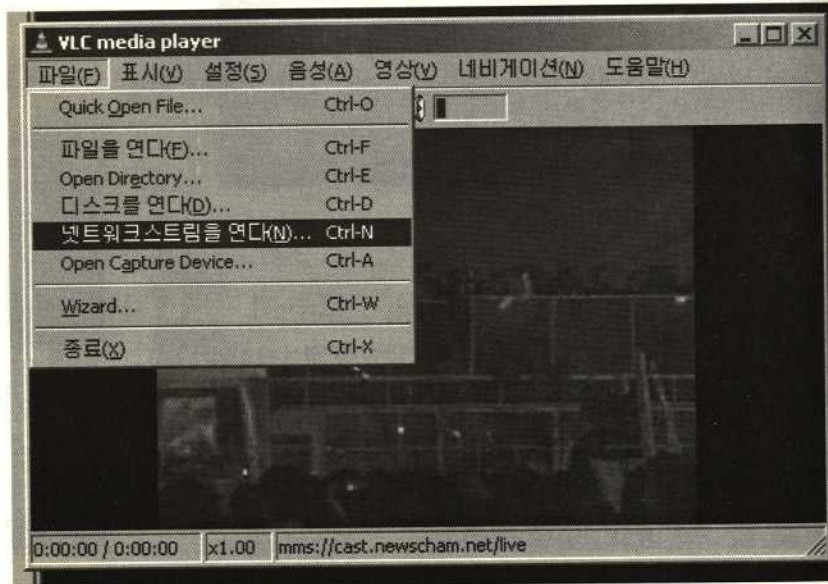 VLC media player
파일(F) 표시(V) 설정(S) 음성(A) 영상(V) 네비게이션(N) 도움말(H)
Quick Open File... Ctrl-O
파일을 연다(F)... Ctrl-F
Open Directory... Ctrl-E
디스크를 연다(D)... Ctrl-D
넷트워크스트림을 연다(N)... Ctrl-N
Open Capture Device... Ctrl-A
Wizard... Ctrl-W
종료(X) Ctrl-X
0:00:00 / 0:00:00 x1.00 mms://cast.newscham.net/live